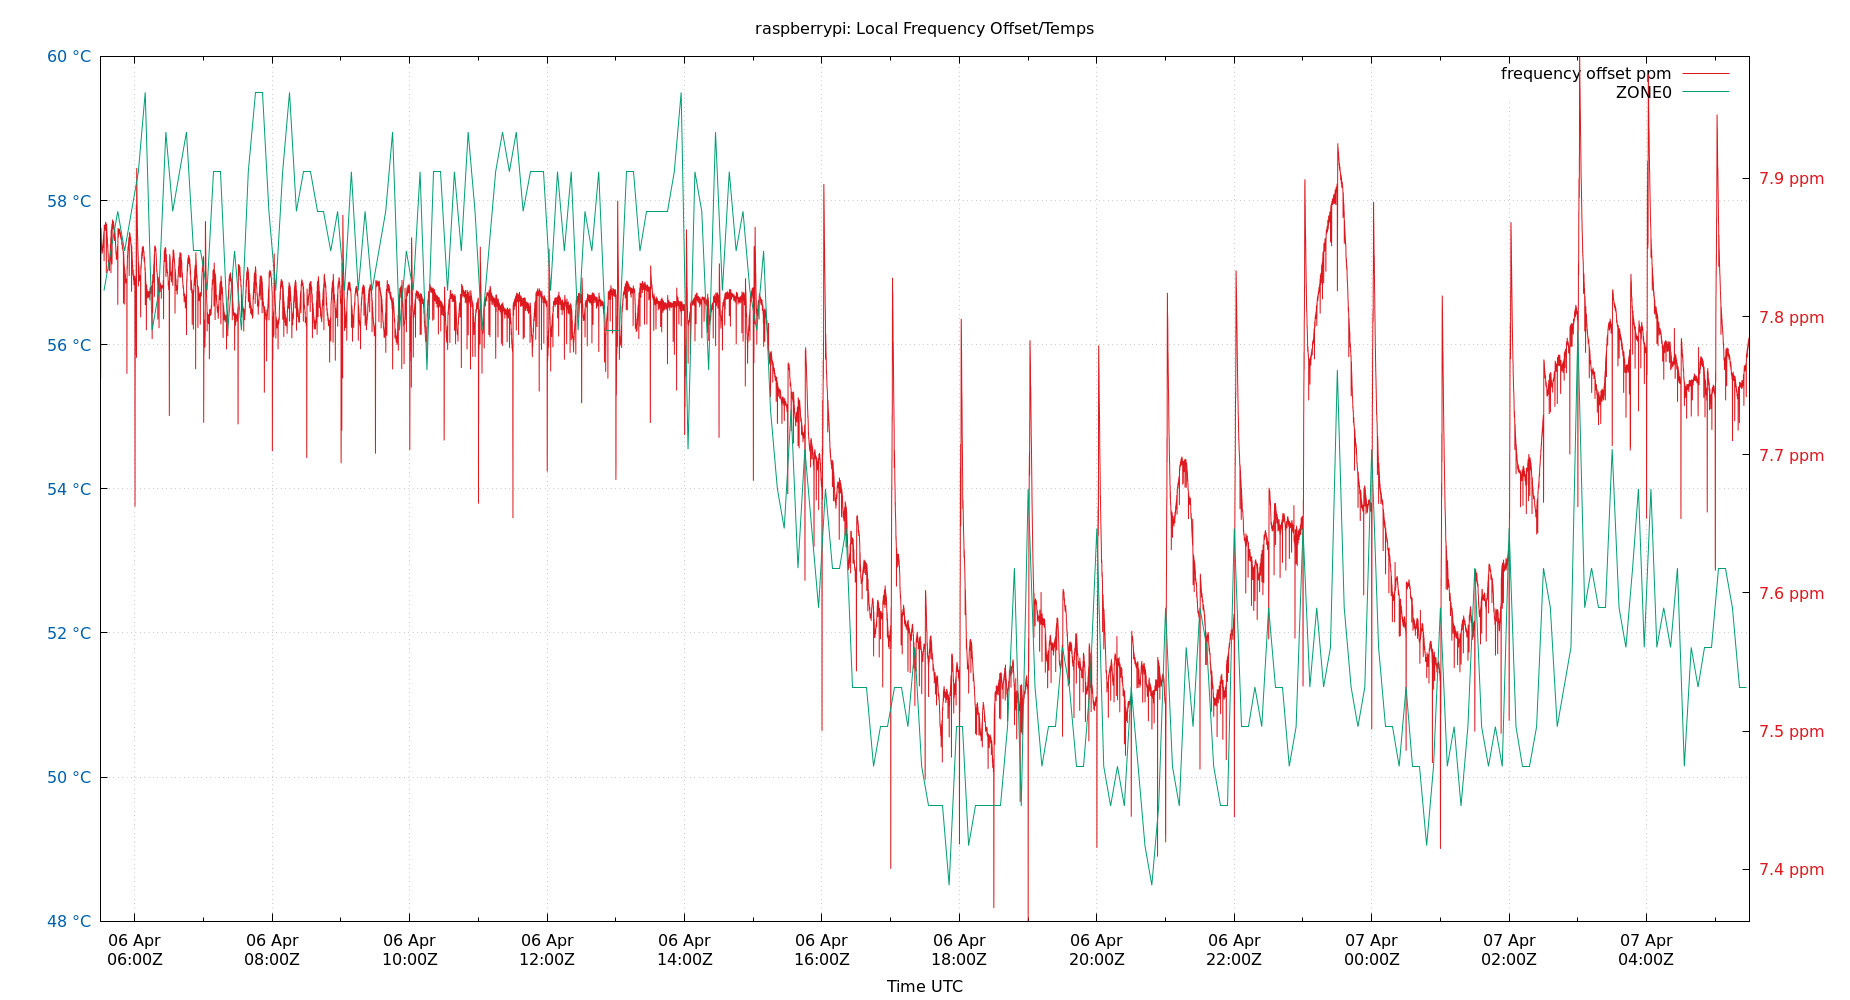 raspberrypi: Local Frequency Offset/Temps
60 °C
58 °C
56 °C
54 °C
52 °C
50 °C
48 °C
frequency offset ppm
ZONE0
7.9 ppm
7.8 ppm
7.7 ppm
7.6 ppm
7.5 ppm
7.4 ppm
06 Apr 06 Apr 06 Apr 06 Apr 06 Apr 06 Apr 06 Apr 06 Apr 06 Apr 07 Apr 07 Apr 07 Apr
06:00Z 08:00Z 10:00Z 12:00Z 14:00Z 16:00Z 18:00Z 20:00Z 22:00Z 00:00Z 02:00Z 04:00Z
Time UTC